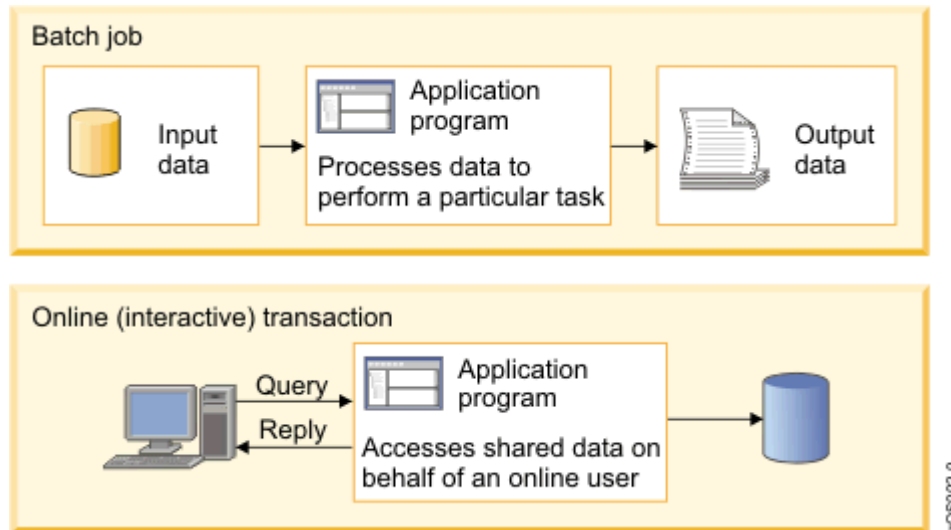 Batch job
Input
data
Application
program
Processes data to
perform a particular task
Output
data
Online (interactive) transaction
Query
Reply
Application
program
Accesses shared data on
behalf of an online user